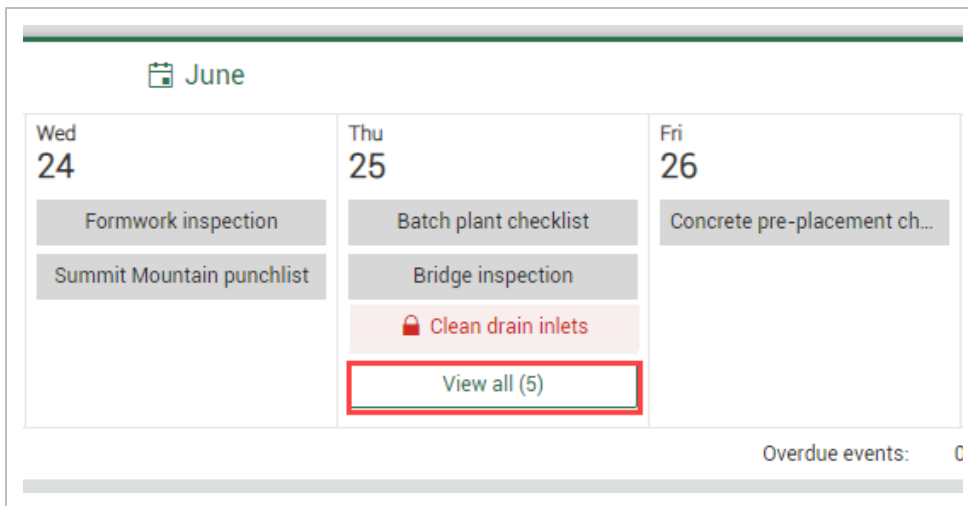 June
Wed
24
Formwork inspection
Summit Mountain punchlist
Thu
25
Batch plant checklist
Bridge inspection
Clean drain inlets
View all (5)
Fri
26
Concrete pre-placement ch...
Overdue events: 0